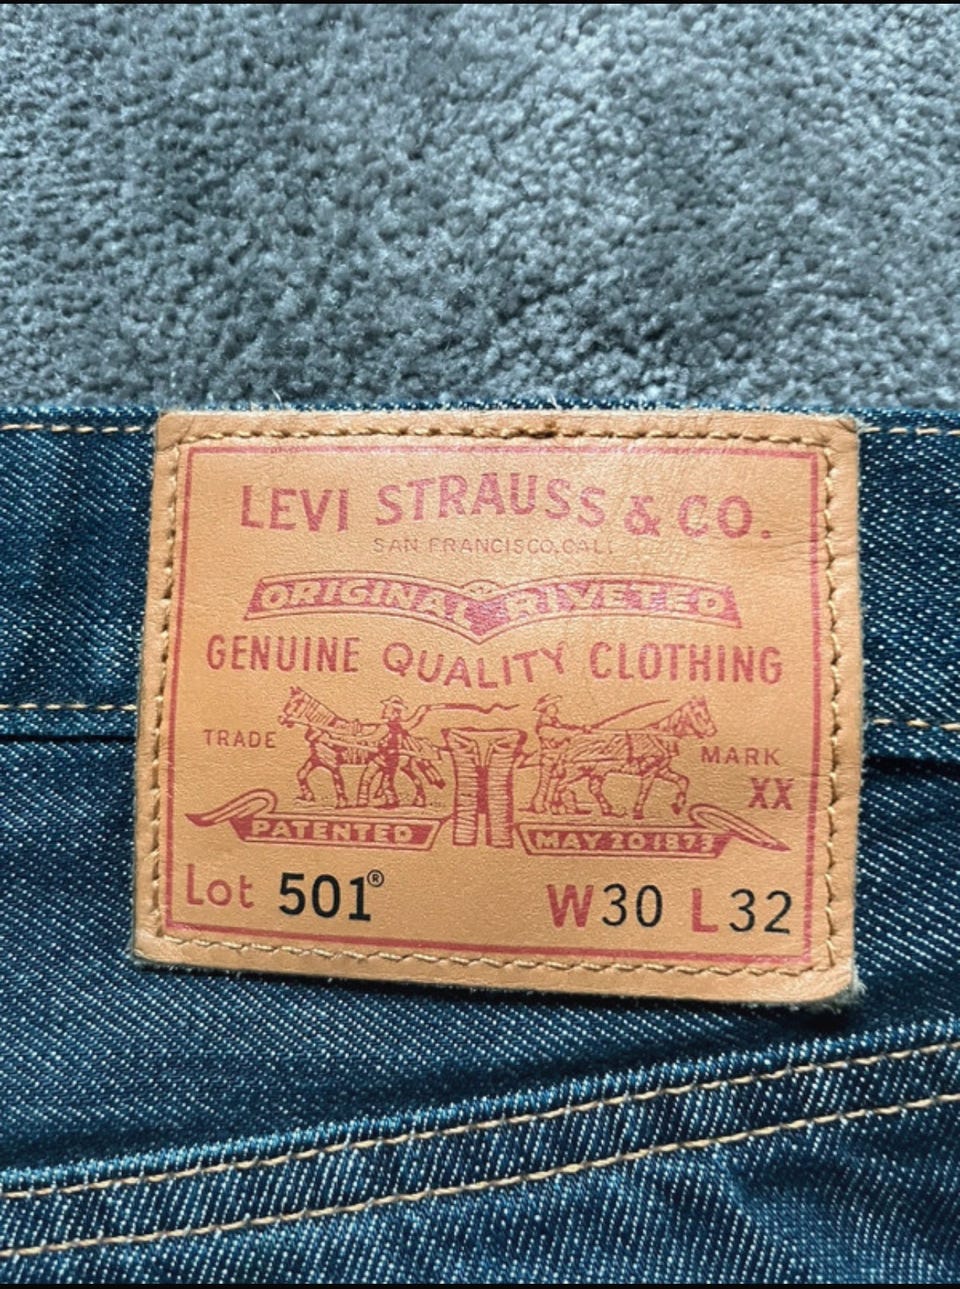 LEVI STRAUSS & CO.
SAN FRANCISCO, CAL.
ORIGINAL RIVETED
GENUINE QUALITY CLOTHING
TRADE MARK
XX
PATENTED MAY 20 1873
Lot 501® W30 L32